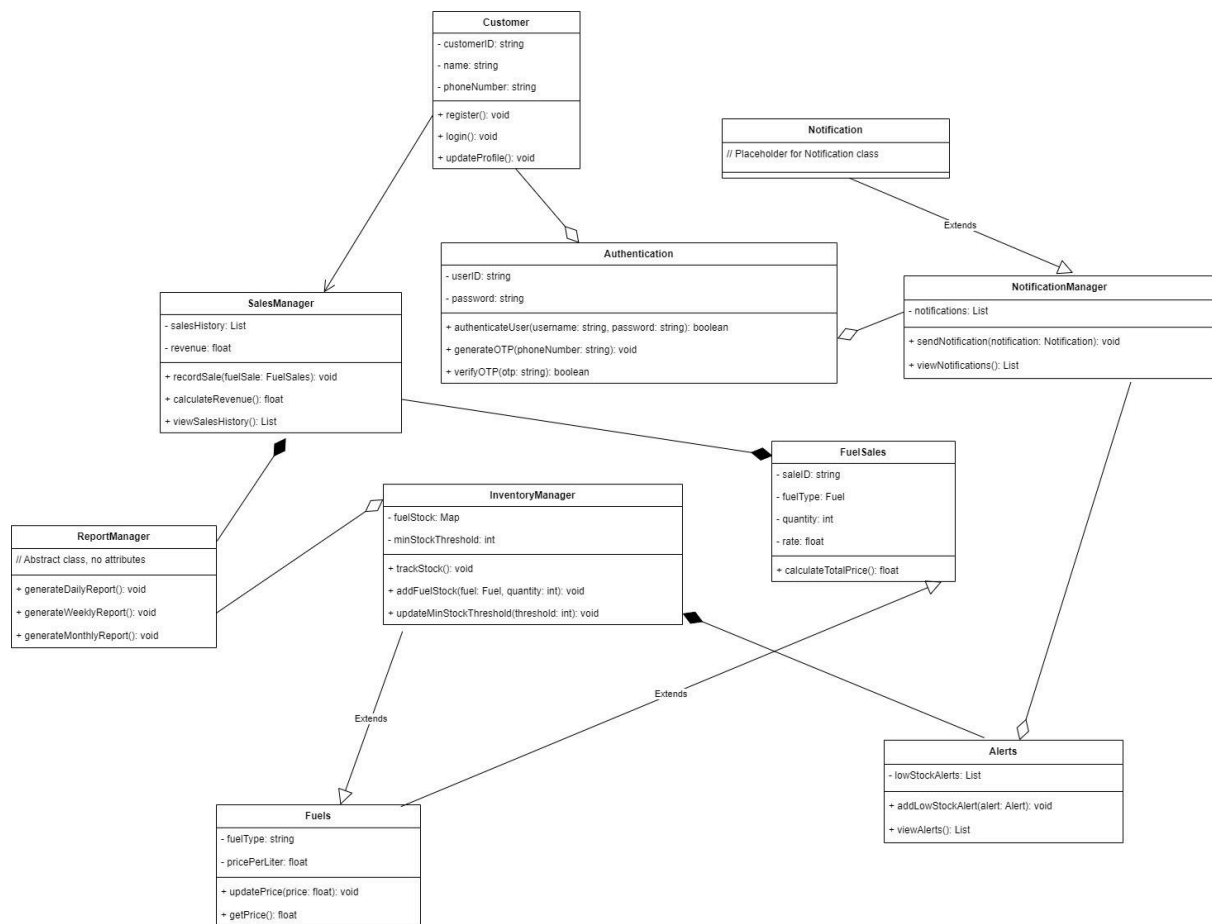 Customer
- customerID: string
- name: string
- phoneNumber: string
+ register(): void
+ login(): void
+ updateProfile(): void
Notification
// Placeholder for Notification class
Extends
Authentication
- userID: string
- password: string
+ authenticateUser(username: string, password: string): boolean
+ generateOTP(phoneNumber: string): void
+ verifyOTP(otp: string): boolean
NotificationManager
- notifications: List
+ sendNotification(notification: Notification): void
+ viewNotifications(): List
SalesManager
- salesHistory: List
- revenue: float
+ recordSale(fuelSale: FuelSales): void
+ calculateRevenue(): float
+ viewSalesHistory(): List
FuelSales
- saleID: string
- fuelType: Fuel
- quantity: int
- rate: float
+ calculateTotalPrice(): float
InventoryManager
- fuelStock: Map
- minStockThreshold: int
+ trackStock(): void
+ addFuelStock(fuel: Fuel, quantity: int): void
+ updateMinStockThreshold(threshold: int): void
ReportManager
// Abstract class, no attributes
+ generateDailyReport(): void
+ generateWeeklyReport(): void
+ generateMonthlyReport(): void
Extends
Extends
Alerts
- lowStockAlerts: List
+ addLowStockAlert(alert: Alert): void
+ viewAlerts(): List
Fuels
- fuelType: string
- pricePerLiter: float
+ updatePrice(price: float): void
+ getPrice(): float